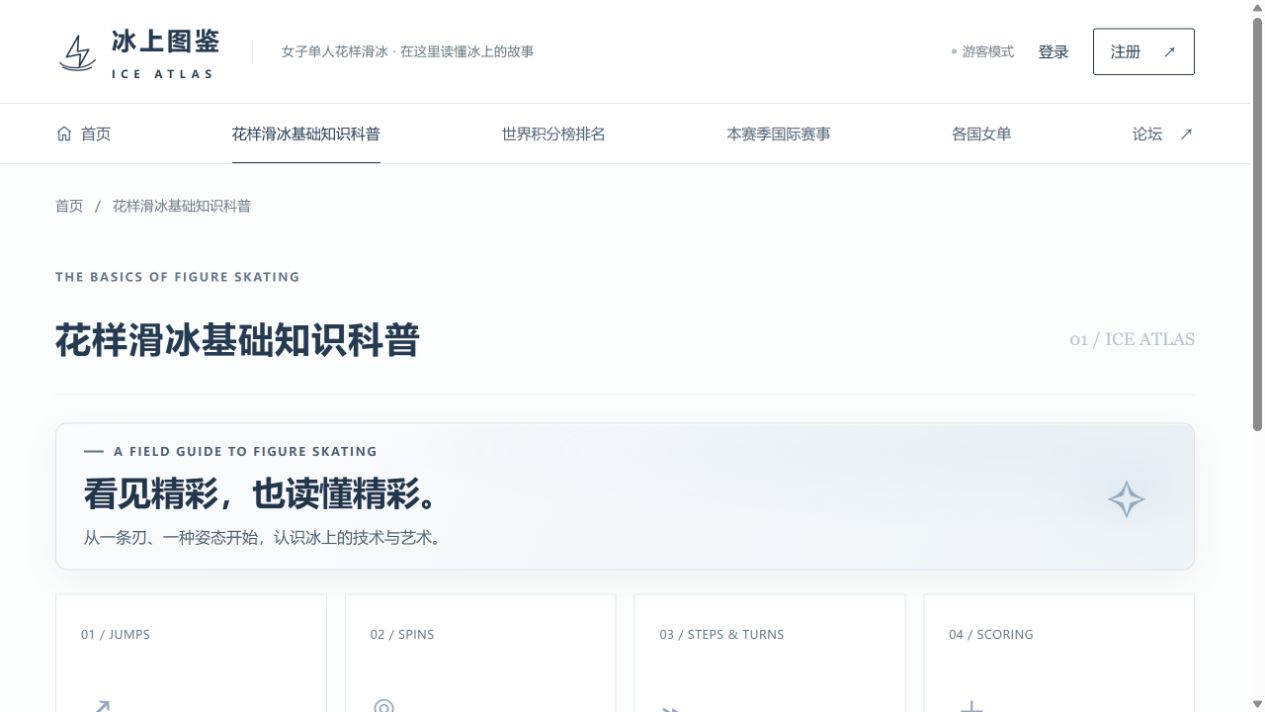 冰上图鉴
ICE ATLAS
女子单人花样滑冰 · 在这里读懂冰上的故事
游客模式
登录
注册 ↗
首页
花样滑冰基础知识科普
世界积分榜排名
本赛季国际赛事
各国女单
论坛 ↗
首页 / 花样滑冰基础知识科普
THE BASICS OF FIGURE SKATING
花样滑冰基础知识科普
01 / ICE ATLAS
A FIELD GUIDE TO FIGURE SKATING
看见精彩，也读懂精彩。
从一条刃、一种姿态开始，认识冰上的技术与艺术。
01 / JUMPS
02 / SPINS
03 / STEPS & TURNS
04 / SCORING